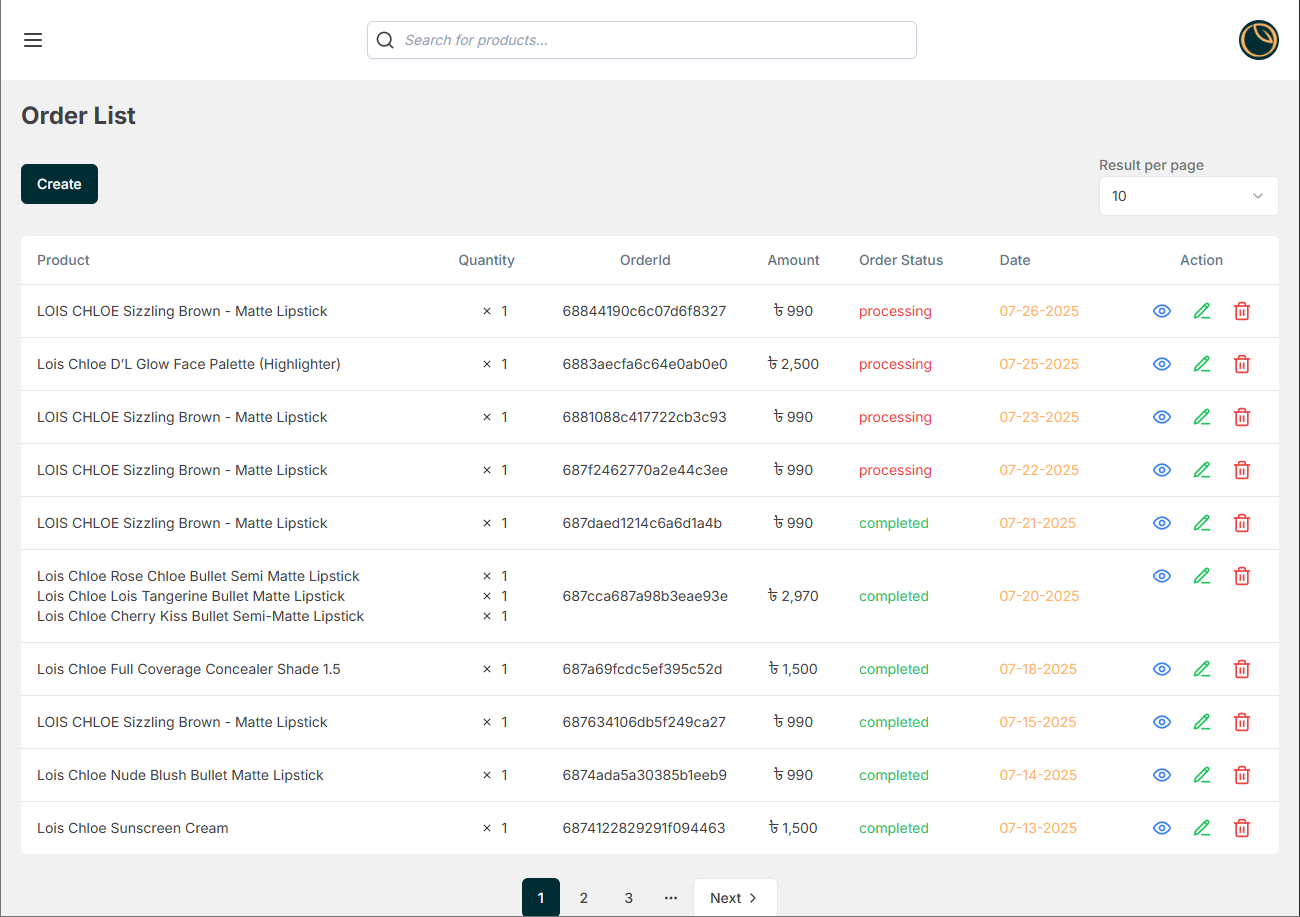 Search for products...
Order List
Create
Result per page
10
Product Quantity OrderId Amount Order Status Date Action
LOIS CHLOE Sizzling Brown - Matte Lipstick × 1 68844190c6c07d6f8327 ৳ 990 processing 07-26-2025
Lois Chloe D’L Glow Face Palette (Highlighter) × 1 6883aecfa6c64e0ab0e0 ৳ 2,500 processing 07-25-2025
LOIS CHLOE Sizzling Brown - Matte Lipstick × 1 6881088c417722cb3c93 ৳ 990 processing 07-23-2025
LOIS CHLOE Sizzling Brown - Matte Lipstick × 1 687f2462770a2e44c3ee ৳ 990 processing 07-22-2025
LOIS CHLOE Sizzling Brown - Matte Lipstick × 1 687daed1214c6a6d1a4b ৳ 990 completed 07-21-2025
Lois Chloe Rose Chloe Bullet Semi Matte Lipstick × 1
Lois Chloe Lois Tangerine Bullet Matte Lipstick × 1 687cca687a98b3eae93e ৳ 2,970 completed 07-20-2025
Lois Chloe Cherry Kiss Bullet Semi-Matte Lipstick × 1
Lois Chloe Full Coverage Concealer Shade 1.5 × 1 687a69fcdc5ef395c52d ৳ 1,500 completed 07-18-2025
LOIS CHLOE Sizzling Brown - Matte Lipstick × 1 687634106db5f249ca27 ৳ 990 completed 07-15-2025
Lois Chloe Nude Blush Bullet Matte Lipstick × 1 6874ada5a30385b1eeb9 ৳ 990 completed 07-14-2025
Lois Chloe Sunscreen Cream × 1 6874122829291f094463 ৳ 1,500 completed 07-13-2025
1 2 3 ··· Next >